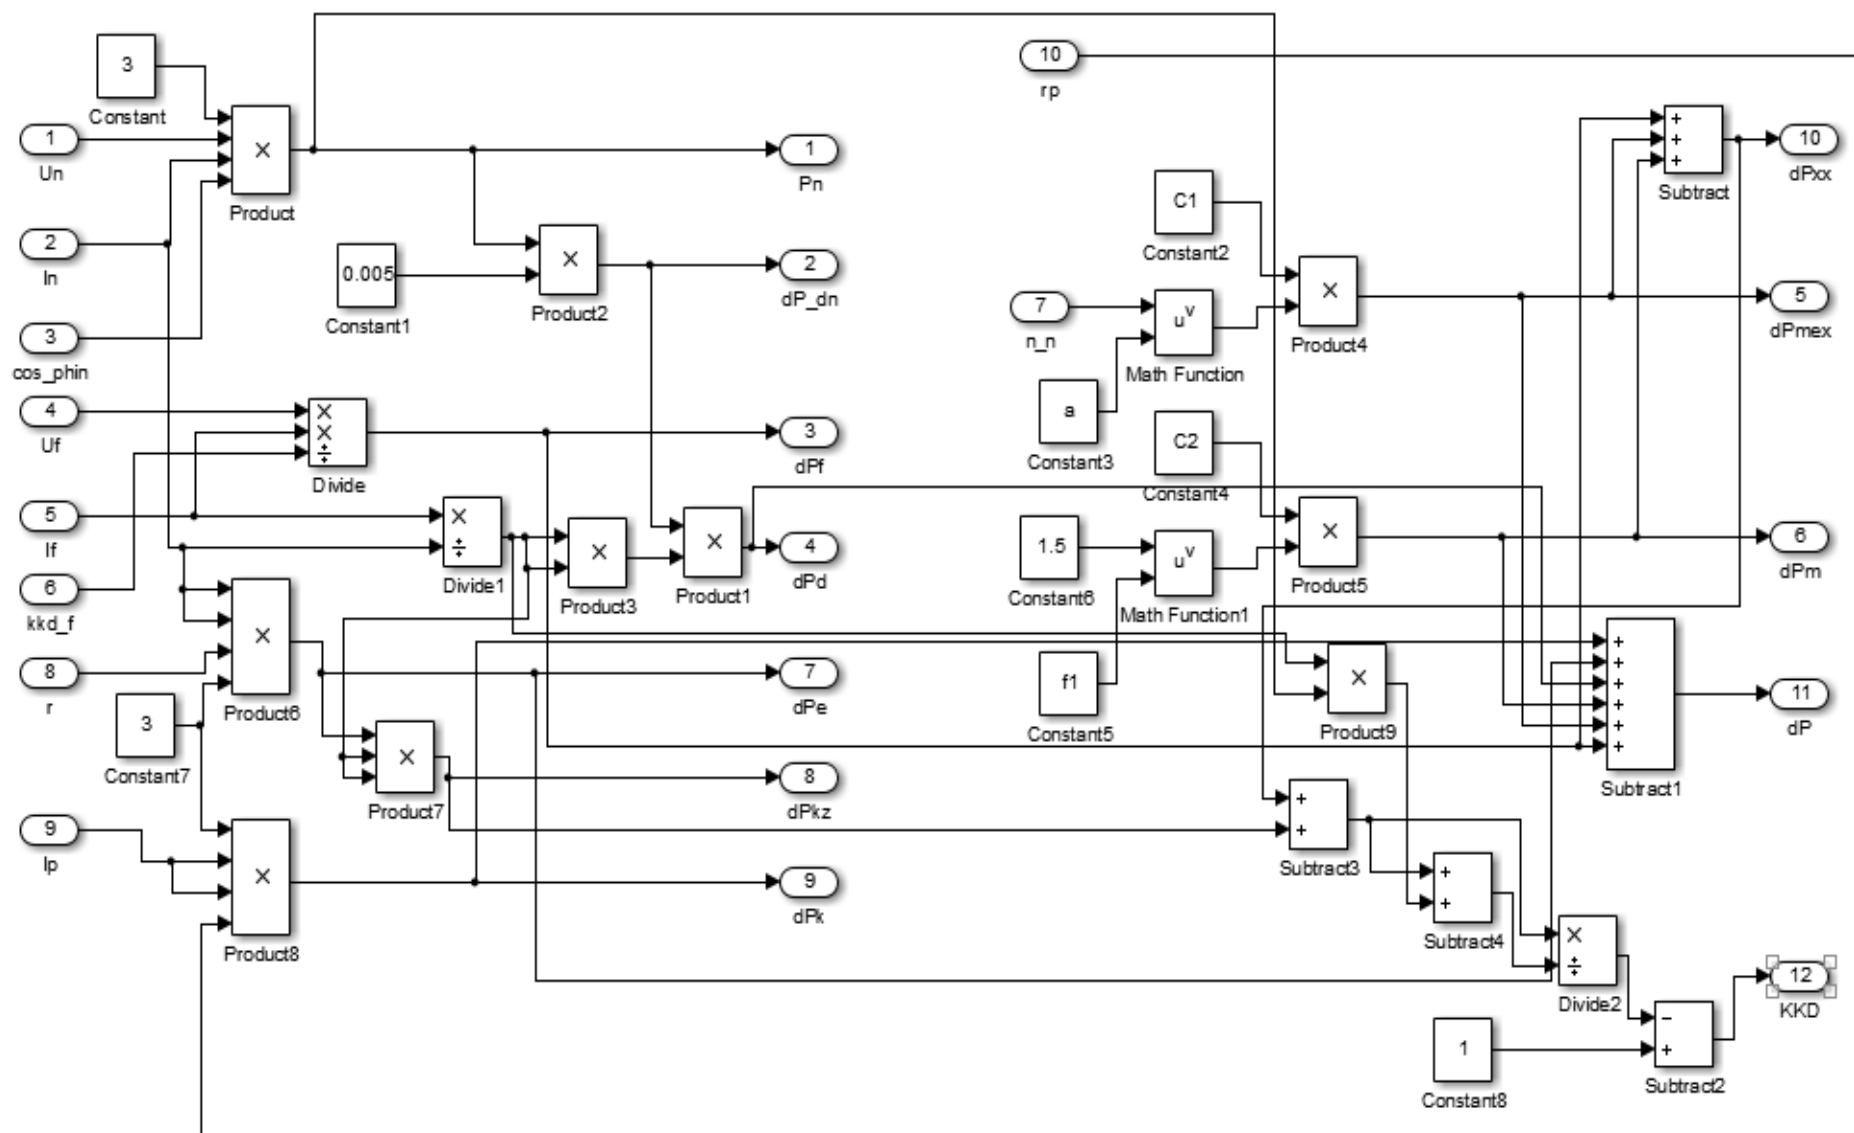 3
Constant
1
Un
2
In
3
cos_phin
4
Uf
5
If
6
kkd_f
8
r
3
Constant7
9
Ip
×
Product
0.005
Constant1
×
Product2
×
×
÷
Divide
×
÷
Divide1
×
Product3
×
Product1
×
Product6
×
Product7
×
Product8
1
Pn
2
dP_dn
3
dPf
4
dPd
7
dPe
8
dPkz
9
dPk
10
rp
C1
Constant2
7
n_n
u^v
Math Function
a
Constant3
×
Product4
C2
Constant4
1.5
Constant6
u^v
Math Function1
f1
Constant5
×
Product5
×
Product9
+
+
+
Subtract
10
dPxx
5
dPmex
6
dPm
+
+
+
+
+
+
Subtract1
11
dP
+
+
Subtract3
+
+
Subtract4
×
÷
Divide2
1
Constant8
−
+
Subtract2
12
KKD